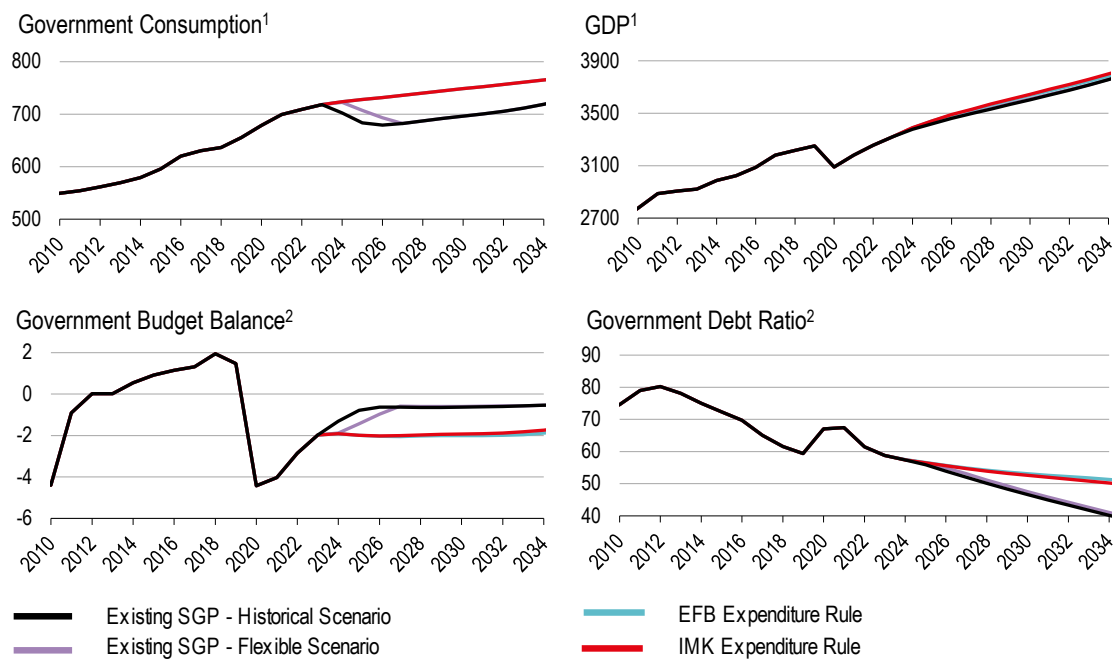 Government Consumption¹
800
700
600
500
2010 2012 2014 2016 2018 2020 2022 2024 2026 2028 2030 2032 2034
GDP¹
3900
3500
3100
2700
2010 2012 2014 2016 2018 2020 2022 2024 2026 2028 2030 2032 2034
Government Budget Balance²
2
0
-2
-4
-6
2010 2012 2014 2016 2018 2020 2022 2024 2026 2028 2030 2032 2034
Government Debt Ratio²
90
80
70
60
50
40
2010 2012 2014 2016 2018 2020 2022 2024 2026 2028 2030 2032 2034
Existing SGP - Historical Scenario
Existing SGP - Flexible Scenario
EFB Expenditure Rule
IMK Expenditure Rule